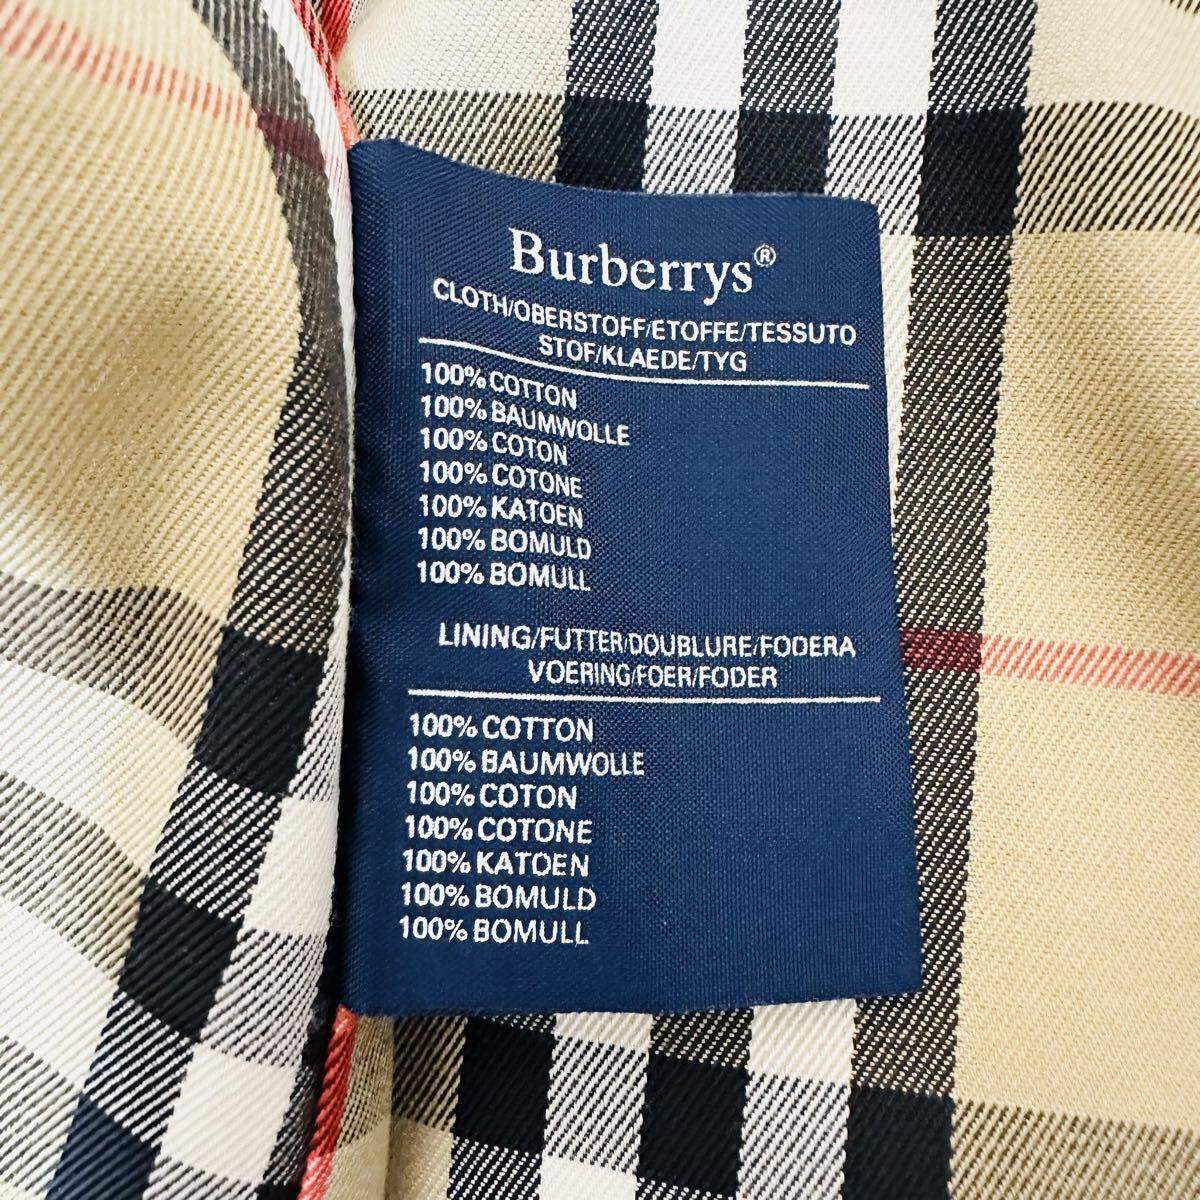 Burberrys®
CLOTH/OBERSTOFF/ETOFFE/TESSUTO
STOF/KLAEDE/TYG
100% COTTON
100% BAUMWOLLE
100% COTON
100% COTONE
100% KATOEN
100% BOMULD
100% BOMULL
LINING/FUTTER/DOUBLURE/FODERA
VOERING/FOER/FODER
100% COTTON
100% BAUMWOLLE
100% COTON
100% COTONE
100% KATOEN
100% BOMULD
100% BOMULL